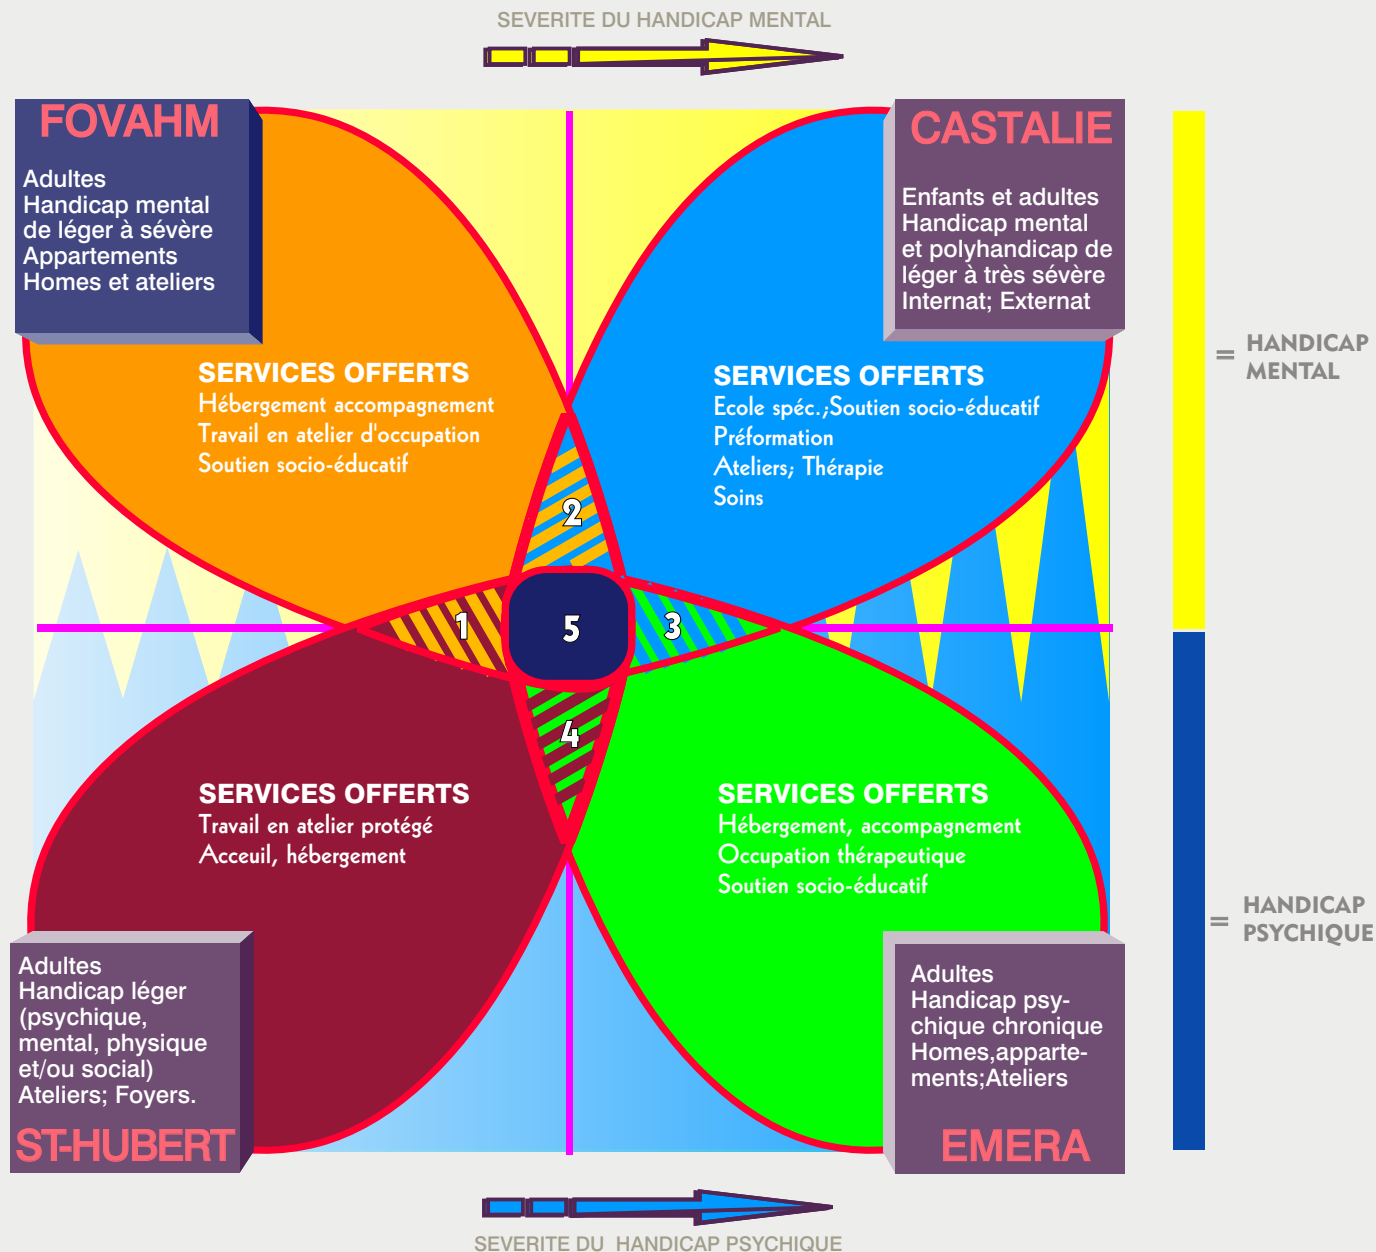 SEVERITE DU HANDICAP MENTAL
FOVAHM
Adultes
Handicap mental
de léger à sévère
Appartements
Homes et ateliers
CASTALIE
Enfants et adultes
Handicap mental
et polyhandicap de
léger à très sévère
Internat; Externat
= HANDICAP
MENTAL
SERVICES OFFERTS
Hébergement accompagnement
Travail en atelier d'occupation
Soutien socio-éducatif
SERVICES OFFERTS
Ecole spéc.;Soutien socio-éducatif
Préformation
Ateliers; Thérapie
Soins
2
1
5
3
4
SERVICES OFFERTS
Travail en atelier protégé
Acceuil, hébergement
SERVICES OFFERTS
Hébergement, accompagnement
Occupation thérapeutique
Soutien socio-éducatif
= HANDICAP
PSYCHIQUE
Adultes
Handicap léger
(psychique,
mental, physique
et/ou social)
Ateliers; Foyers.
ST-HUBERT
Adultes
Handicap psy-
chique chronique
Homes,apparte-
ments;Ateliers
EMERA
SEVERITE DU HANDICAP PSYCHIQUE